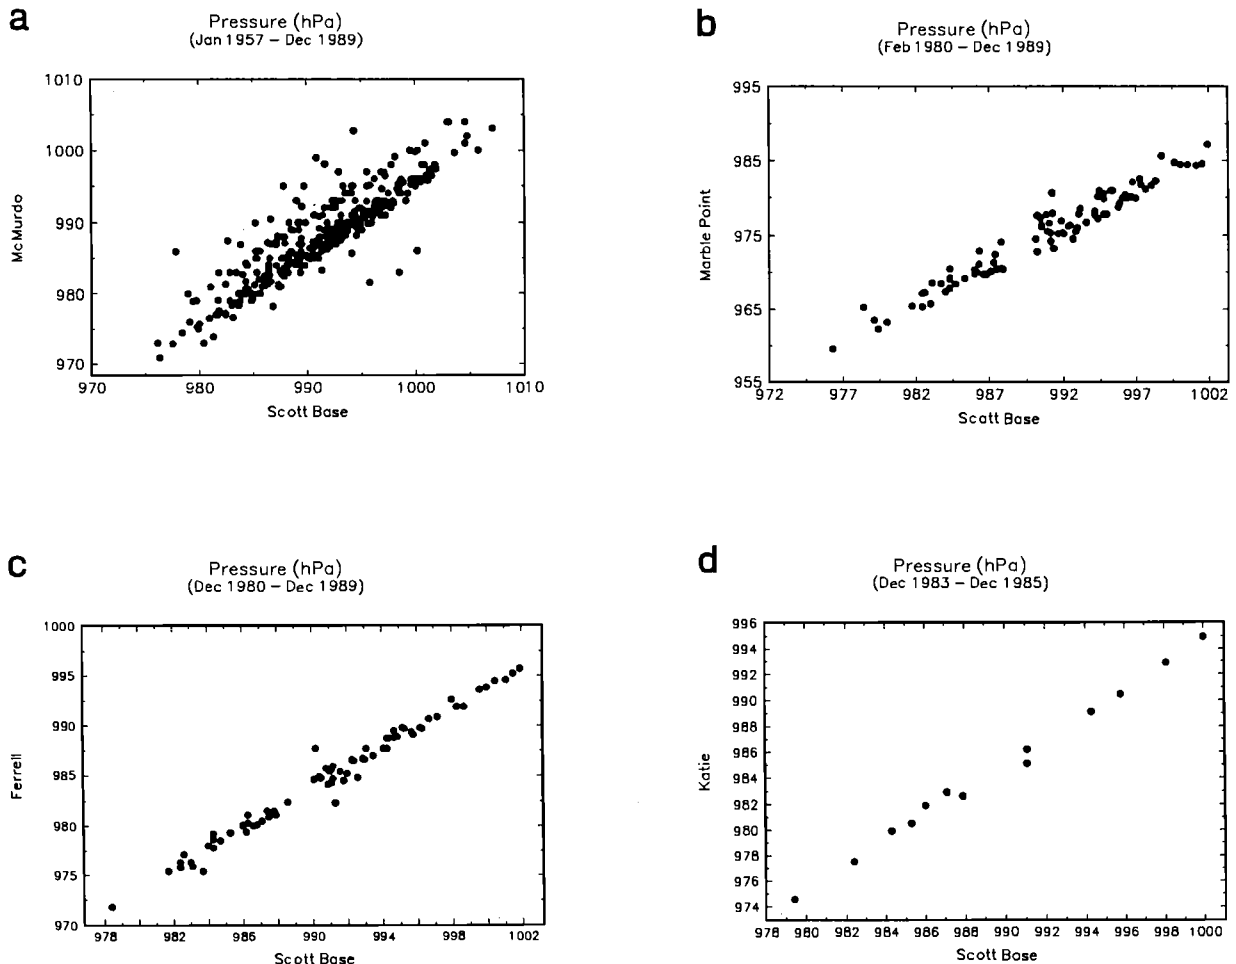 a
Pressure (hPa)
(Jan 1957 – Dec 1989)
1010
1000
990
980
970
McMurdo
970 980 990 1000 1010
Scott Base
b
Pressure (hPa)
(Feb 1980 – Dec 1989)
995
985
975
965
955
Marble Point
972 977 982 987 992 997 1002
Scott Base
c
Pressure (hPa)
(Dec 1980 – Dec 1989)
1000
995
990
985
980
975
970
Ferrell
978 982 986 990 994 998 1002
Scott Base
d
Pressure (hPa)
(Dec 1983 – Dec 1985)
996
994
992
990
988
986
984
982
980
978
976
974
Katie
978 980 982 984 986 988 990 992 994 996 998 1000
Scott Base